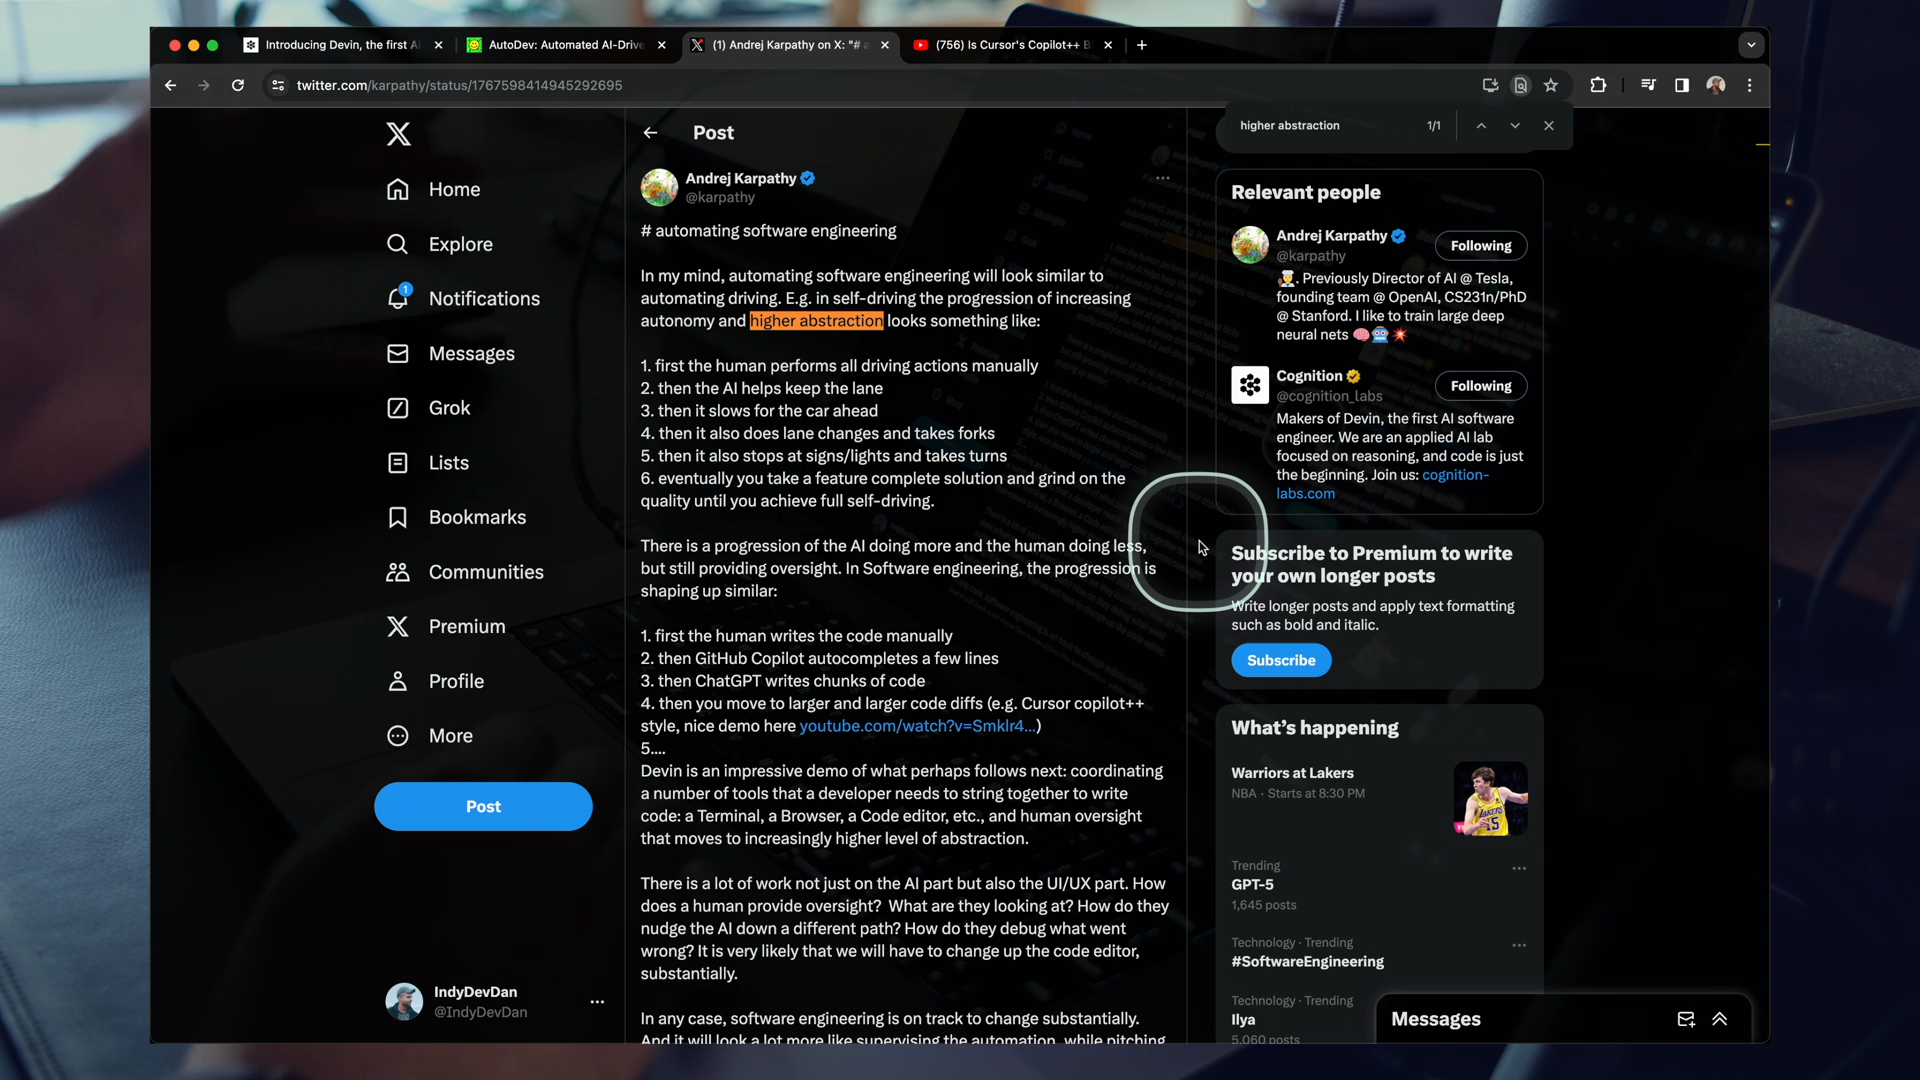 Introducing Devin, the first A
AutoDev: Automated AI-Drive
(1) Andrej Karpathy on X: "#
(756) Is Cursor's Copilot++ B
twitter.com/karpathy/status/1767598414945292695
higher abstraction
1/1
Home
Explore
1
Notifications
Messages
Grok
Lists
Bookmarks
Communities
Premium
Profile
More
Post
IndyDevDan
@IndyDevDan
Post
Andrej Karpathy
@karpathy
# automating software engineering
In my mind, automating software engineering will look similar to
automating driving. E.g. in self-driving the progression of increasing
autonomy and higher abstraction looks something like:
1. first the human performs all driving actions manually
2. then the AI helps keep the lane
3. then it slows for the car ahead
4. then it also does lane changes and takes forks
5. then it also stops at signs/lights and takes turns
6. eventually you take a feature complete solution and grind on the
quality until you achieve full self-driving.
There is a progression of the AI doing more and the human doing less,
but still providing oversight. In Software engineering, the progression is
shaping up similar:
1. first the human writes the code manually
2. then GitHub Copilot autocompletes a few lines
3. then ChatGPT writes chunks of code
4. then you move to larger and larger code diffs (e.g. Cursor copilot++
style, nice demo here youtube.com/watch?v=Smklr4...)
5....
Devin is an impressive demo of what perhaps follows next: coordinating
a number of tools that a developer needs to string together to write
code: a Terminal, a Browser, a Code editor, etc., and human oversight
that moves to increasingly higher level of abstraction.
There is a lot of work not just on the AI part but also the UI/UX part. How
does a human provide oversight? What are they looking at? How do they
nudge the AI down a different path? How do they debug what went
wrong? It is very likely that we will have to change up the code editor,
substantially.
In any case, software engineering is on track to change substantially.
And it will look a lot more like supervising the automation, while pitching
Relevant people
Andrej Karpathy
@karpathy
Following
. Previously Director of AI @ Tesla,
founding team @ OpenAI, CS231n/PhD
@ Stanford. I like to train large deep
neural nets
Cognition
@cognition_labs
Following
Makers of Devin, the first AI software
engineer. We are an applied AI lab
focused on reasoning, and code is just
the beginning. Join us: cognition-
labs.com
Subscribe to Premium to write
your own longer posts
Write longer posts and apply text formatting
such as bold and italic.
Subscribe
What's happening
Warriors at Lakers
NBA · Starts at 8:30 PM
Trending
GPT-5
1,645 posts
Technology · Trending
#SoftwareEngineering
Technology · Trending
Ilya
5,060 posts
Messages